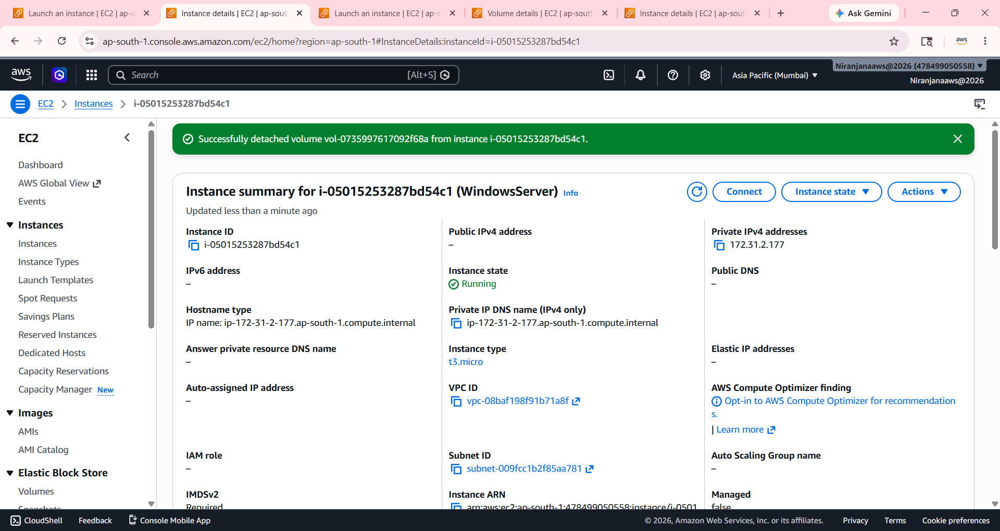 Launch an instance | EC2 | ap-s
Instance details | EC2 | ap-sout
Launch an instance | EC2 | ap-s
Volume details | EC2 | ap-south
Instance details | EC2 | ap-sout
Ask Gemini
ap-south-1.console.aws.amazon.com/ec2/home?region=ap-south-1#InstanceDetails:instanceId=i-05015253287bd54c1
aws
aws
Search
[Alt+S]
Asia Pacific (Mumbai)
Niranjanaaws@2026 (478499050558)
Niranjanaaws@2026
EC2
Instances
i-05015253287bd54c1
EC2
Dashboard
AWS Global View
Events
Instances
Instances
Instance Types
Launch Templates
Spot Requests
Savings Plans
Reserved Instances
Dedicated Hosts
Capacity Reservations
Capacity Manager New
Images
AMIs
AMI Catalog
Elastic Block Store
Volumes
Snapshots
Successfully detached volume vol-0735997617092f68a from instance i-05015253287bd54c1.
Instance summary for i-05015253287bd54c1 (WindowsServer) Info
Updated less than a minute ago
Connect
Instance state
Actions
Instance ID
i-05015253287bd54c1
Public IPv4 address
–
Private IPv4 addresses
172.31.2.177
IPv6 address
–
Instance state
Running
Public DNS
–
Hostname type
IP name: ip-172-31-2-177.ap-south-1.compute.internal
Private IP DNS name (IPv4 only)
ip-172-31-2-177.ap-south-1.compute.internal
Answer private resource DNS name
–
Instance type
t3.micro
Elastic IP addresses
–
Auto-assigned IP address
–
VPC ID
vpc-08baf198f91b71a8f
AWS Compute Optimizer finding
Opt-in to AWS Compute Optimizer for recommendation
s.
| Learn more
IAM role
–
Subnet ID
subnet-009fcc1b2f85aa781
Auto Scaling Group name
–
IMDSv2
Required
Instance ARN
arn:aws:ec2:ap-south-1:478499050558:instance/i-0501
Managed
false
CloudShell
Feedback
Console Mobile App
© 2026, Amazon Web Services, Inc. or its affiliates.
Privacy
Terms
Cookie preferences